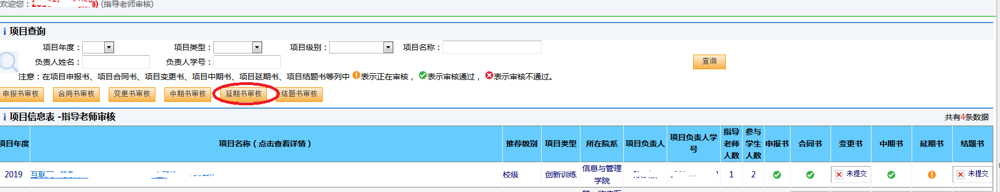 欢迎您： (指导老师审核)
项目查询
项目年度： 项目类型： 项目级别： 项目名称：
负责人姓名： 负责人学号： 查询
注意：在项目申报书、项目合同书、项目变更书、项目中期书、项目延期书、项目结题书等列中 表示正在审核， 表示审核通过， 表示审核不通过。
申报书审核 合同书审核 变更书审核 中期书审核 延期书审核 结题书审核
项目信息表 -指导老师审核 共有4条数据
项目年度 项目名称（点击查看详情） 推荐级别 项目类型 所在院系 项目负责人 项目负责人学号 指导老师人数 参与学生人数 申报书 合同书 变更书 中期书 延期书 结题书
2019 互联 校级 创新训练 信息与管理学院 1 2 未提交 未提交